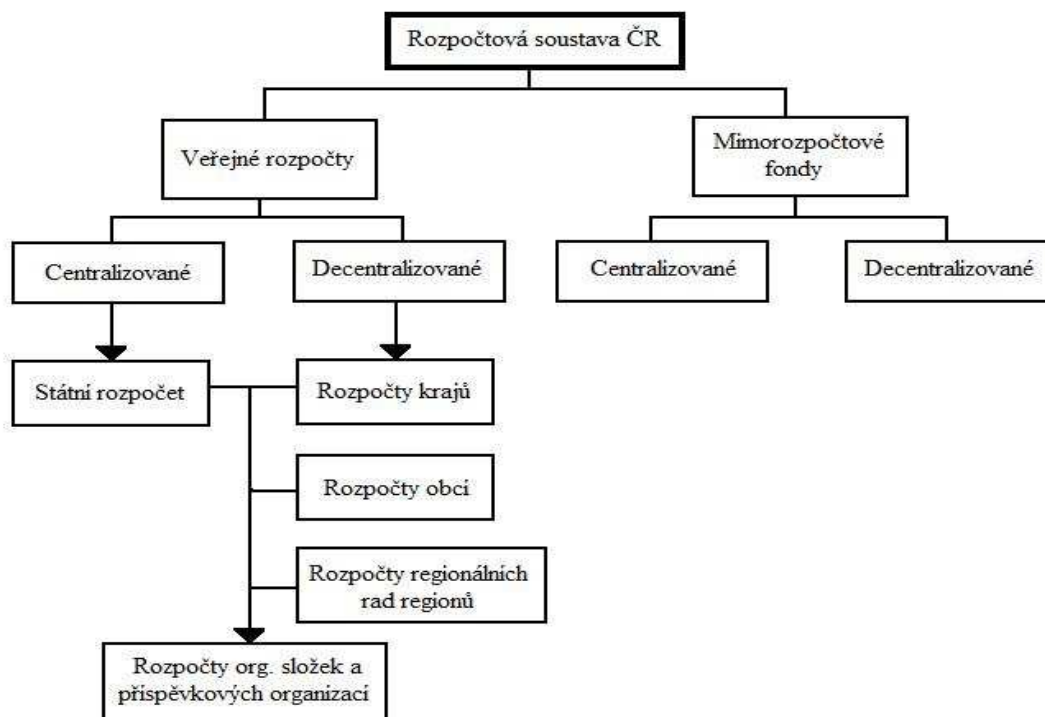 Rozpočtová soustava ČR
Veřejné rozpočty
Mimorozpočtové
fondy
Centralizované
Decentralizované
Centralizované
Decentralizované
Státní rozpočet
Rozpočty krajů
Rozpočty obcí
Rozpočty regionálních
rad regionů
Rozpočty org. složek a
příspěvkových organizací